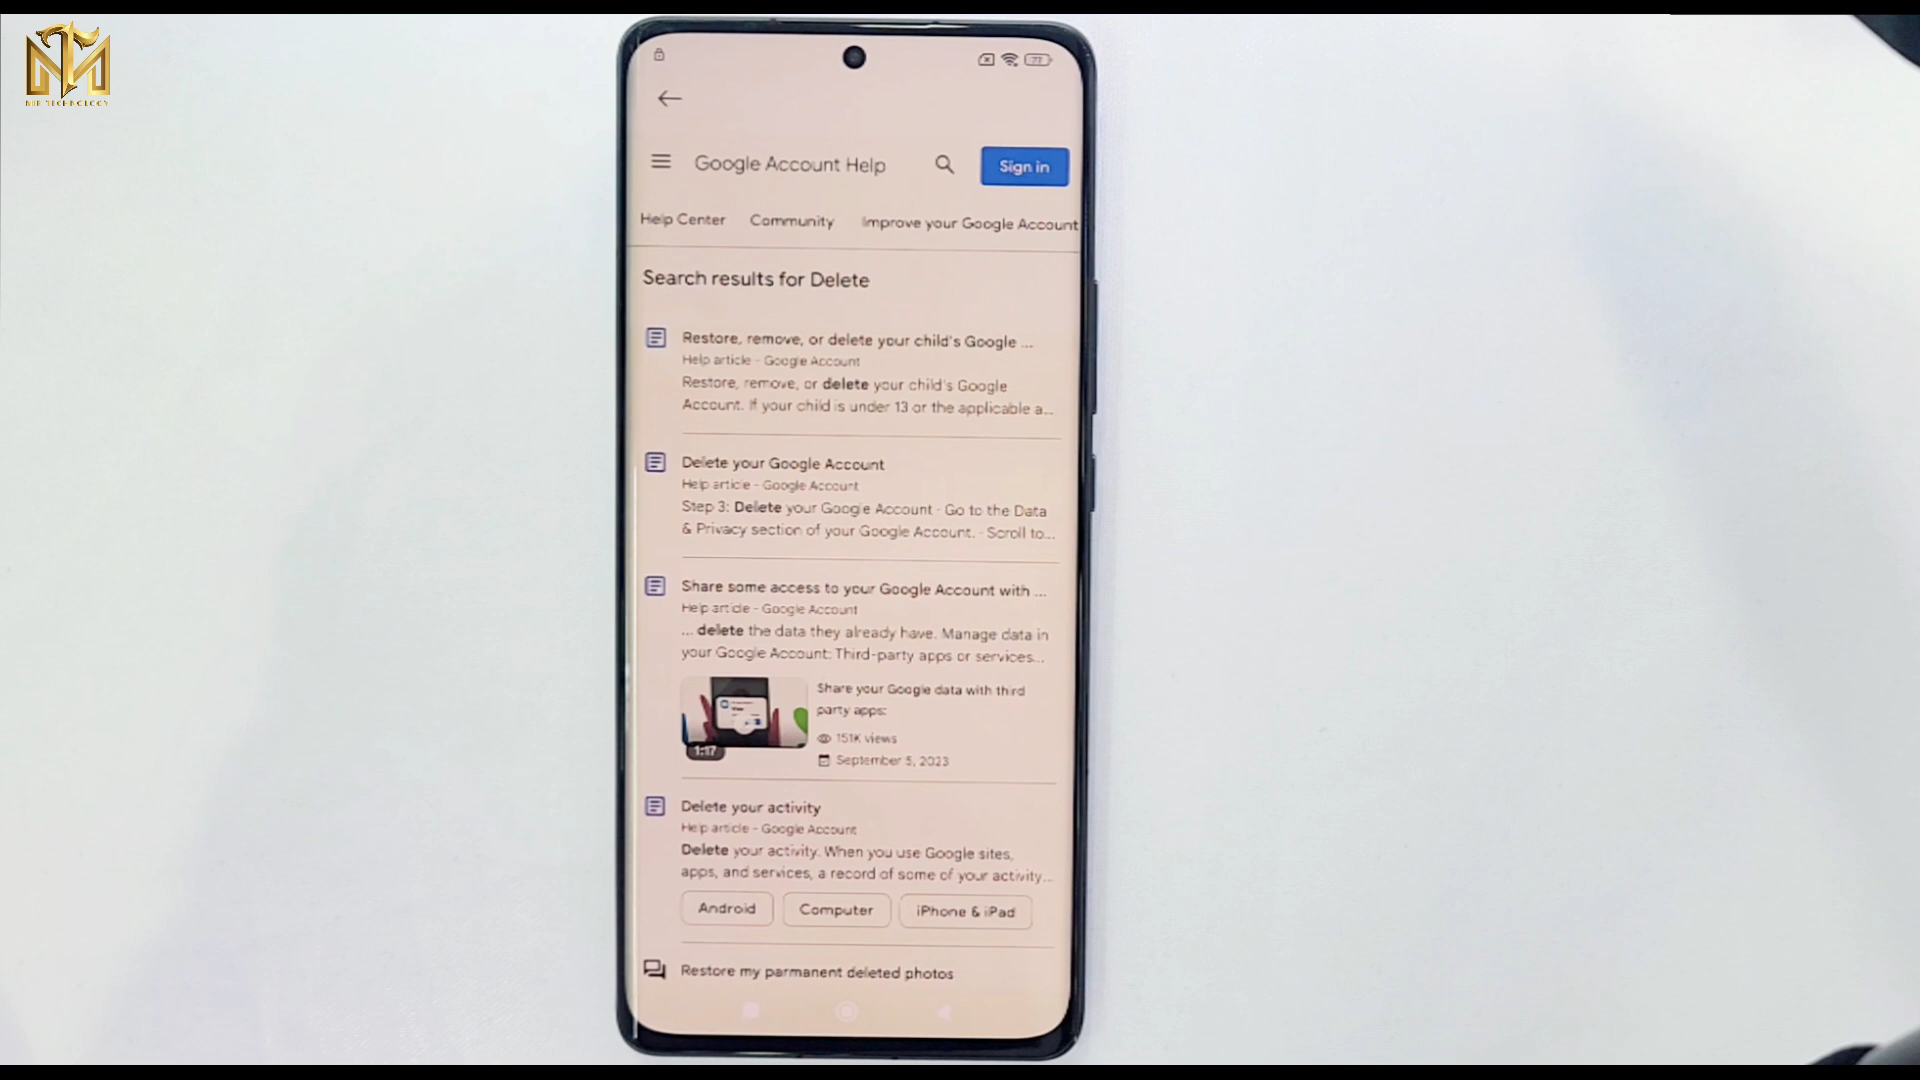 MR TECHNOLOGY
77
Google Account Help
Sign in
Help Center
Community
Improve your Google Account
Search results for Delete
Restore, remove, or delete your child's Google ...
Help article - Google Account
Restore, remove, or delete your child's Google
Account. If your child is under 13 or the applicable a...
Delete your Google Account
Help article - Google Account
Step 3: Delete your Google Account · Go to the Data
& Privacy section of your Google Account. · Scroll to...
Share some access to your Google Account with ...
Help article - Google Account
... delete the data they already have. Manage data in
your Google Account: Third-party apps or services...
Share your Google data with third
party apps:
1:17
151K views
September 5, 2023
Delete your activity
Help article - Google Account
Delete your activity. When you use Google sites,
apps, and services, a record of some of your activity...
Android
Computer
iPhone & iPad
Restore my parmanent deleted photos